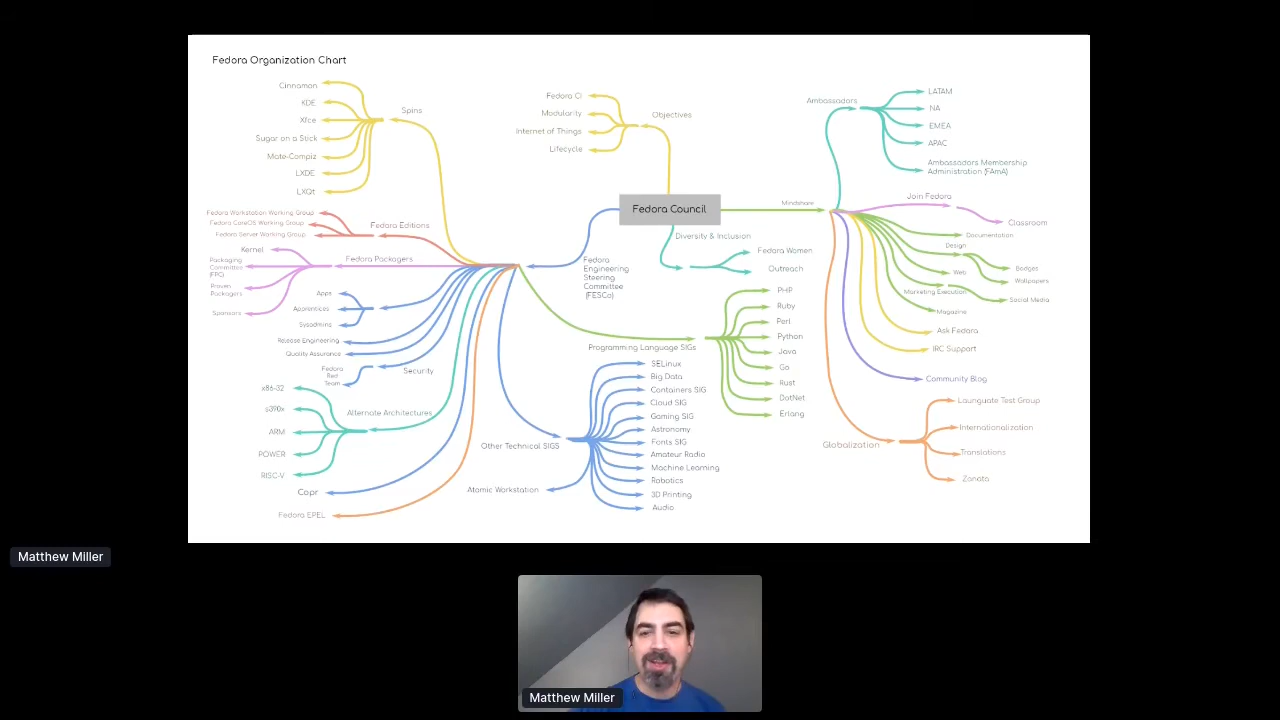 Fedora Organization Chart
Cinnamon
KDE
Xfce
Sugar on a Stick
Mate-Compiz
LXDE
LXQt
Spins
Fedora Workstation Working Group
Fedora CoreOS Working Group
Fedora Server Working Group
Fedora Editions
Kernel
Packaging
Committee
(FPC)
Proven
Packagers
Sponsors
Fedora Packagers
Apps
Apprentices
Sysadmins
Release Engineering
Quality Assurance
Fedora
Red
Team
Security
x86-32
s390x
ARM
POWER
RISC-V
Alternate Architectures
Copr
Fedora EPEL
Fedora CI
Modularity
Internet of Things
Lifecycle
Objectives
Fedora Council
Diversity & Inclusion
Fedora Women
Outreach
Fedora
Engineering
Steering
Committee
(FESCo)
Programming Language SIGs
PHP
Ruby
Perl
Python
Java
Go
Rust
DotNet
Erlang
Other Technical SIGS
SELinux
Big Data
Containers SIG
Cloud SIG
Gaming SIG
Astronomy
Fonts SIG
Amateur Radio
Machine Learning
Robotics
3D Printing
Audio
Atomic Workstation
Mindshare
Ambassadors
LATAM
NA
EMEA
APAC
Ambassadors Membership
Administration (FAmA)
Join Fedora
Classroom
Documentation
Design
Badges
Wallpapers
Web
Marketing Execution
Social Media
Magazine
Ask Fedora
IRC Support
Community Blog
Globalization
Launguate Test Group
Internationalization
Translations
Zanata
Matthew Miller
Matthew Miller